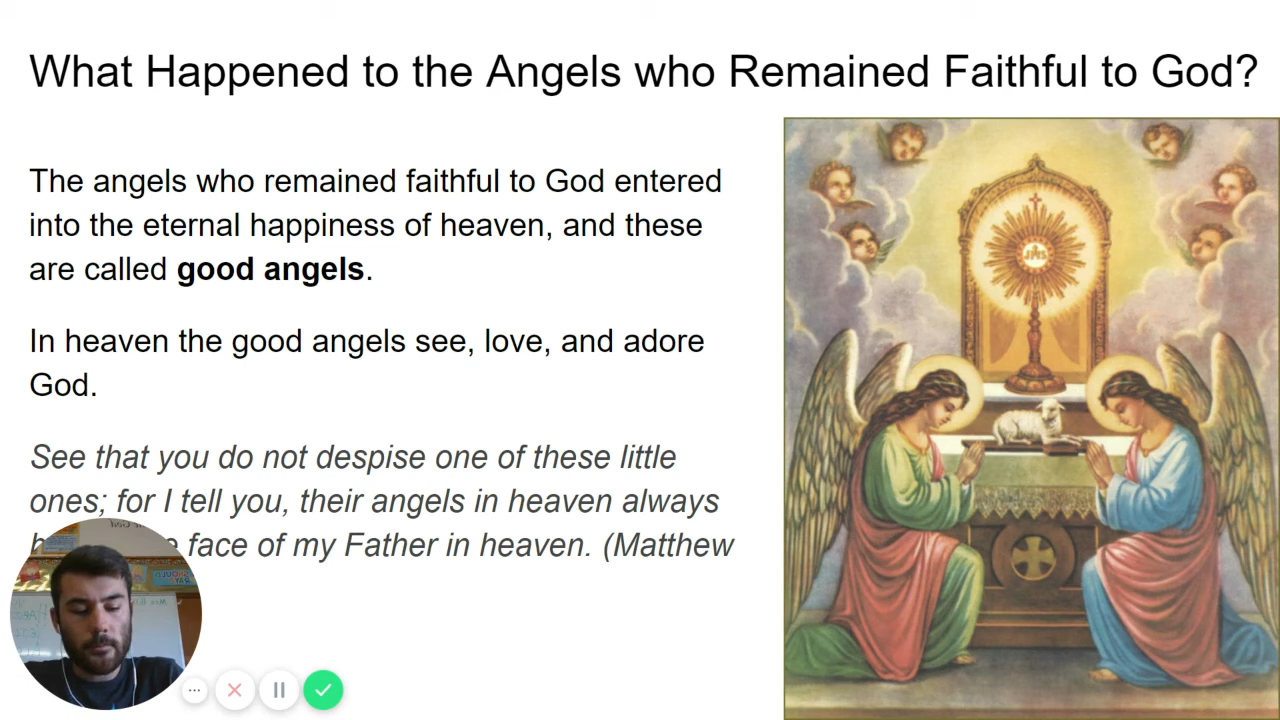 What Happened to the Angels who Remained Faithful to God?
The angels who remained faithful to God entered
into the eternal happiness of heaven, and these
are called good angels.
In heaven the good angels see, love, and adore
God.
See that you do not despise one of these little
ones; for I tell you, their angels in heaven always
face of my Father in heaven. (Matthew
IHS